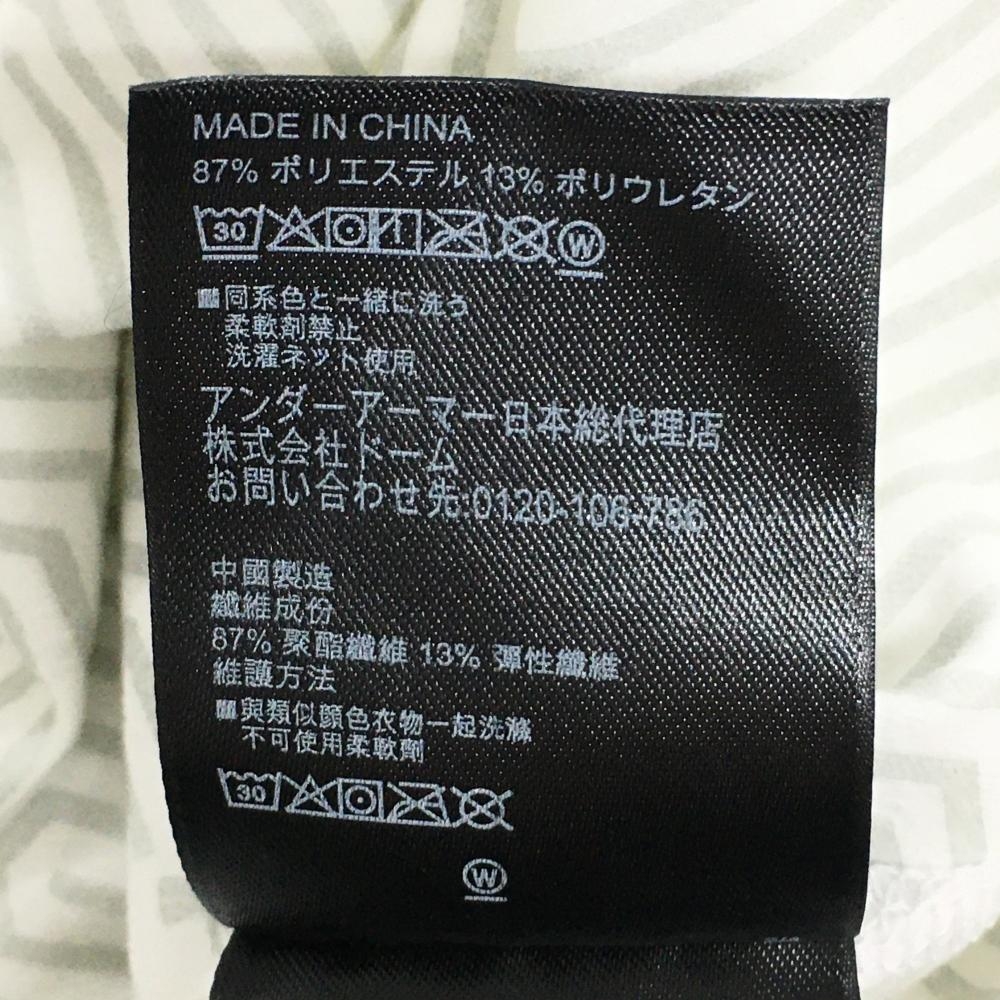 MADE IN CHINA
87% ポリエステル 13% ポリウレタン
30 W
同系色と一緒に洗う
柔軟剤禁止
洗濯ネット使用
アンダーアーマー日本総代理店
株式会社ドーム
お問い合わせ先:0120-106-786
中國製造
纖維成份
87% 聚酯纖維 13% 彈性纖維
維護方法
與類似顔色衣物一起洗滌
不可使用柔軟劑
30
W